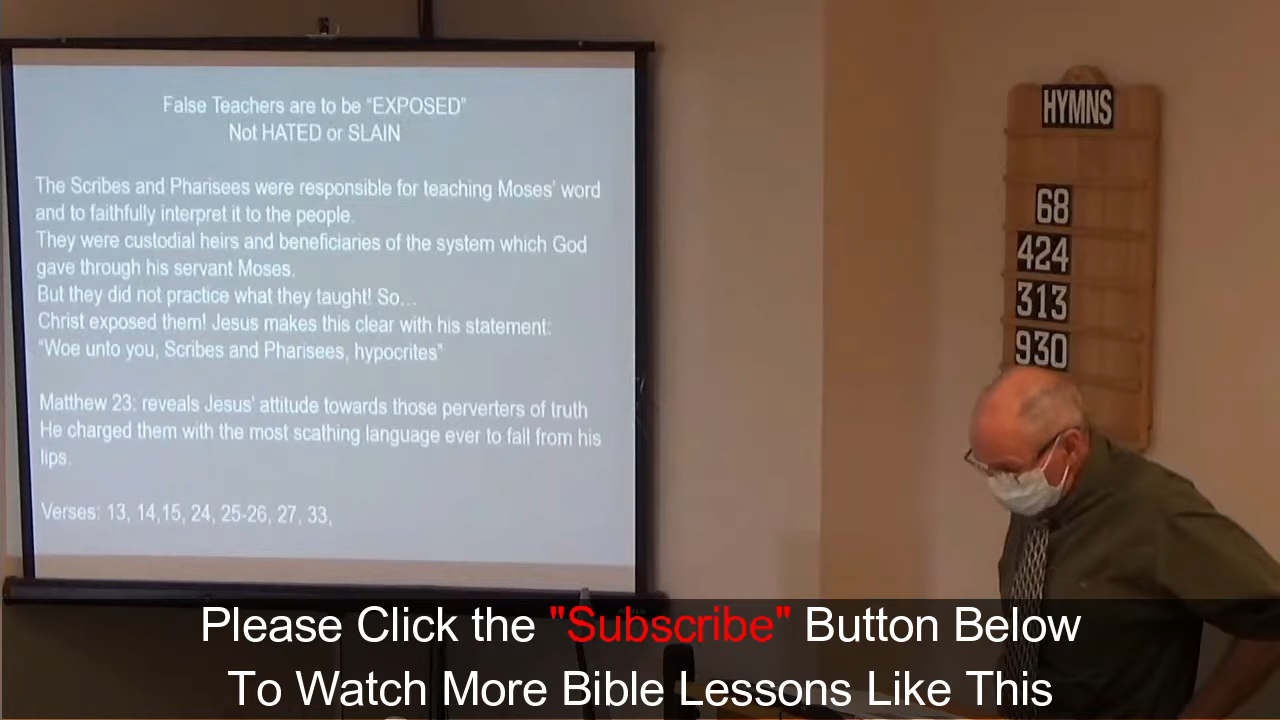 False Teachers are to be “EXPOSED”
Not HATED or SLAIN
The Scribes and Pharisees were responsible for teaching Moses’ word
and to faithfully interpret it to the people.
They were custodial heirs and beneficiaries of the system which God
gave through his servant Moses.
But they did not practice what they taught! So…
Christ exposed them! Jesus makes this clear with his statement:
“Woe unto you, Scribes and Pharisees, hypocrites”
Matthew 23: reveals Jesus’ attitude towards those perverters of truth
He charged them with the most scathing language ever to fall from his
lips.
Verses: 13, 14,15, 24, 25-26, 27, 33,
HYMNS
68
424
313
930
Please Click the "Subscribe" Button Below
To Watch More Bible Lessons Like This